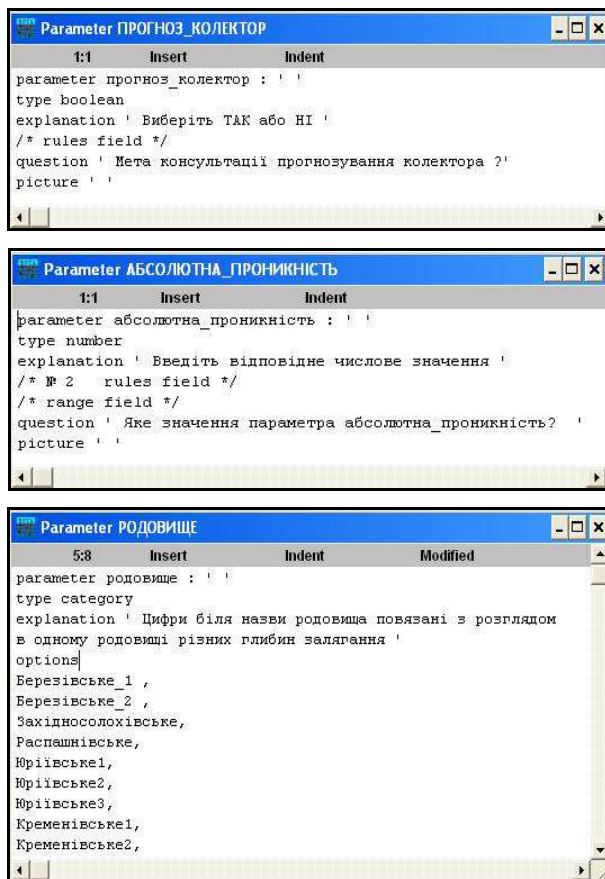 Parameter ПРОГНОЗ_КОЛЕКТОР
1:1 Insert Indent
parameter прогноз_колектор : ' '
type boolean
explanation ' Виберіть ТАК або НІ '
/* rules field */
question ' Мета консультації прогнозування колектора ?'
picture ' '
Parameter АБСОЛЮТНА_ПРОНИКНІСТЬ
1:1 Insert Indent
parameter абсолютна_проникність : ' '
type number
explanation ' Введіть відповідне числове значення '
/* № 2 rules field */
/* range field */
question ' Яке значення параметра абсолютна_проникність? '
picture ' '
Parameter РОДОВИЩЕ
5:8 Insert Indent Modified
parameter родовище : ' '
type category
explanation ' Цифри біля назви родовища повязані з розглядом
в одному родовищі різних глибин залягання '
options
Березівське_1 ,
Березівське_2 ,
Західносолохівське,
Распашнівське,
Юріївське1,
Юріївське2,
Юріївське3,
Кременівське1,
Кременівське2,